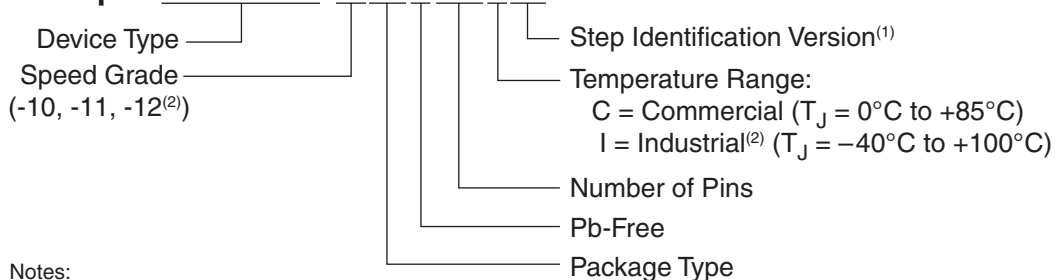 Device Type
Speed Grade
(-10, -11, -12(2))
Step Identification Version(1)
Temperature Range:
C = Commercial (TJ = 0°C to +85°C)
I = Industrial(2) (TJ = −40°C to +100°C)
Number of Pins
Pb-Free
Package Type
Notes: